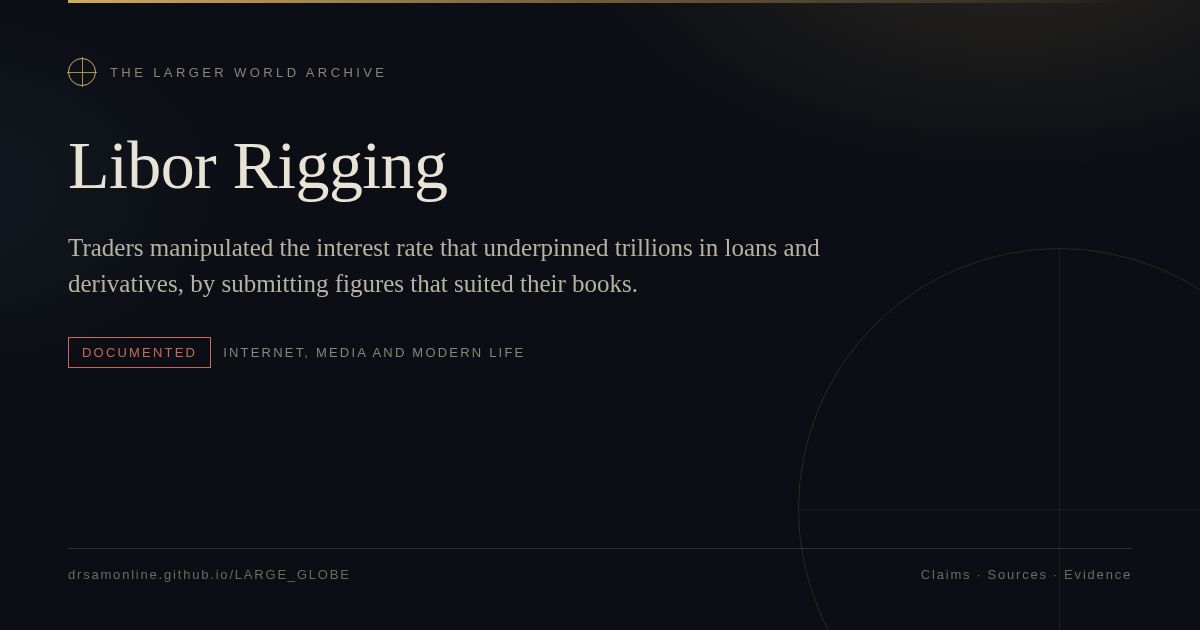 THE LARGER WORLD ARCHIVE
Libor Rigging
Traders manipulated the interest rate that underpinned trillions in loans and
derivatives, by submitting figures that suited their books.
DOCUMENTED
INTERNET, MEDIA AND MODERN LIFE
drsamonline.github.io/LARGE_GLOBE
Claims · Sources · Evidence